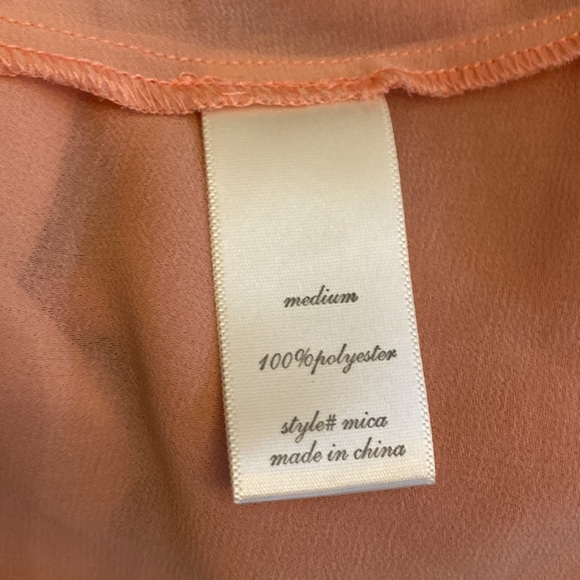 medium
100%polyester
style# mica
made in china